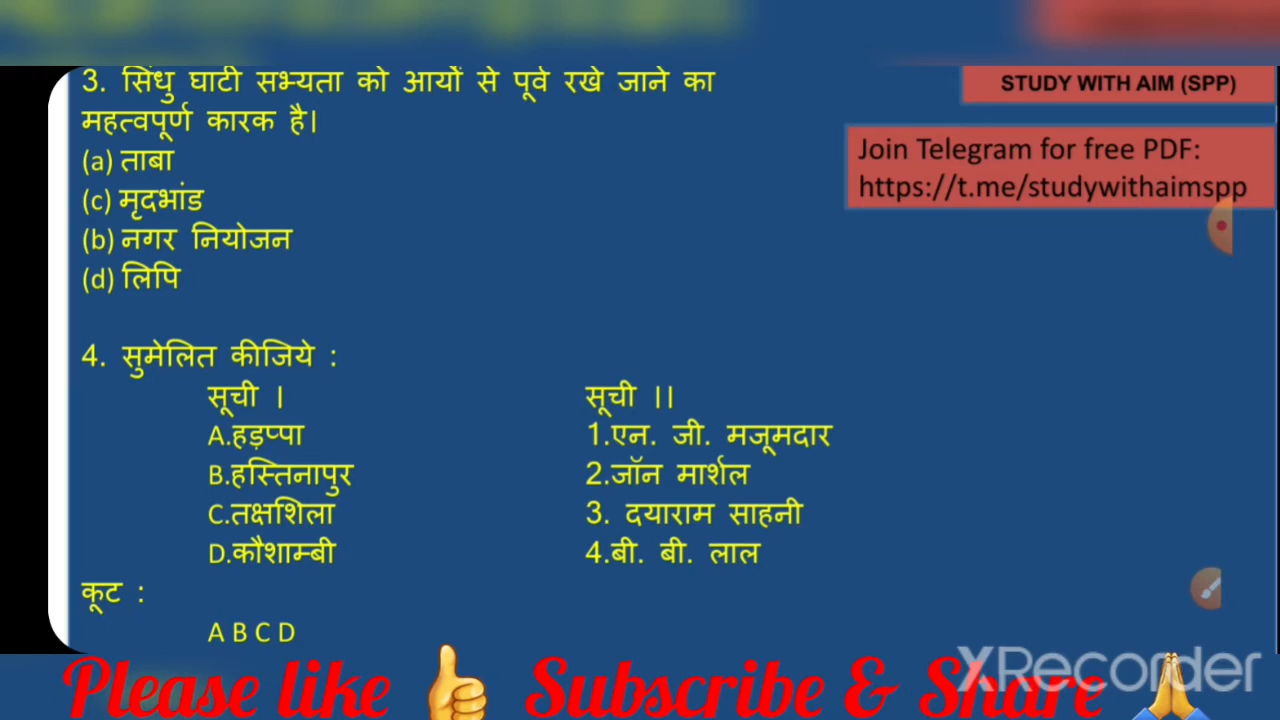 3. सिंधु घाटी सभ्यता को आर्यों से पूर्व रखे जाने का
महत्वपूर्ण कारक है।
(a) ताबा
(c) मृदभांड
(b) नगर नियोजन
(d) लिपि
STUDY WITH AIM (SPP)
Join Telegram for free PDF:
https://t.me/studywithaimspp
4. सुमेलित कीजिये :
सूची I सूची II
A.हड़प्पा 1.एन. जी. मजूमदार
B.हस्तिनापुर 2.जॉन मार्शल
C.तक्षशिला 3. दयाराम साहनी
D.कौशाम्बी 4.बी. बी. लाल
कूट :
A B C D
Please like 👍 Subscribe & Share 🙏
XRecorder